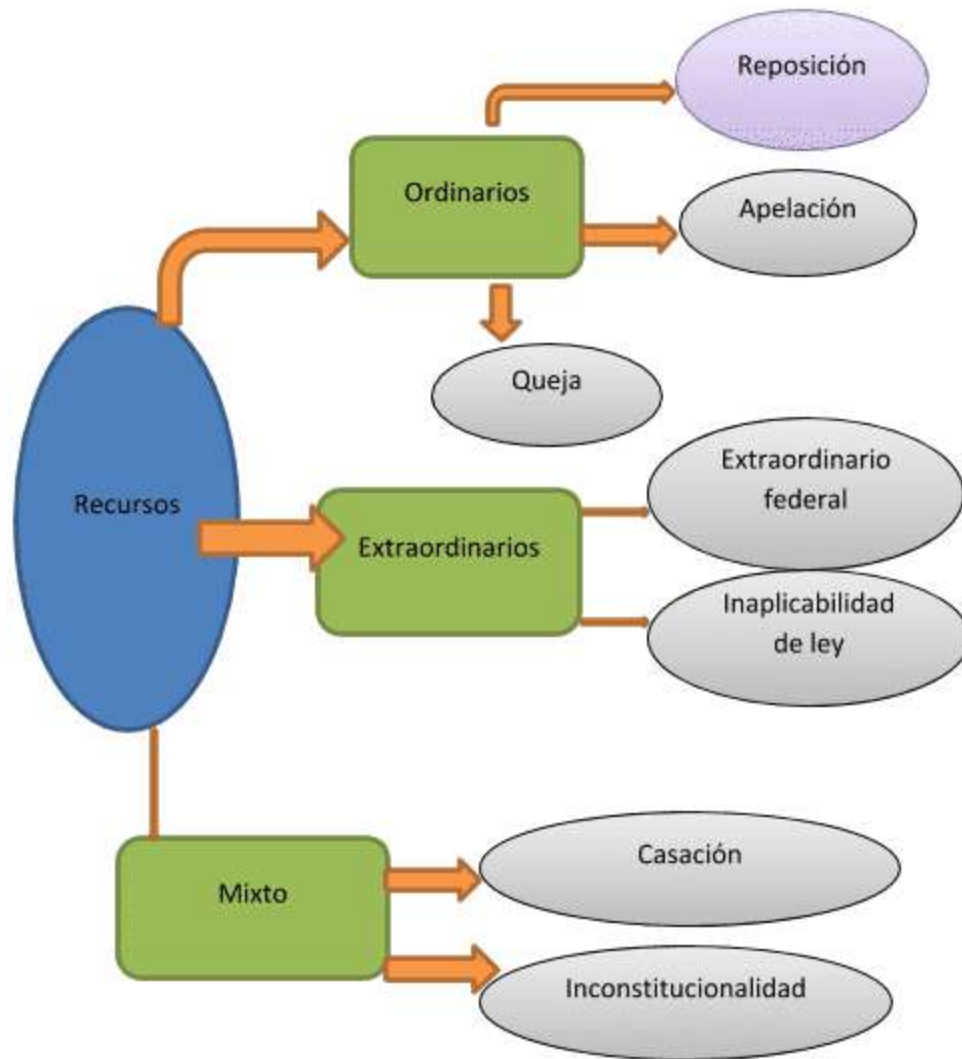 Reposición
Ordinarios
Apelación
Queja
Recursos
Extraordinarios
Extraordinario
federal
Inaplicabilidad
de ley
Mixto
Casación
Inconstitucionalidad